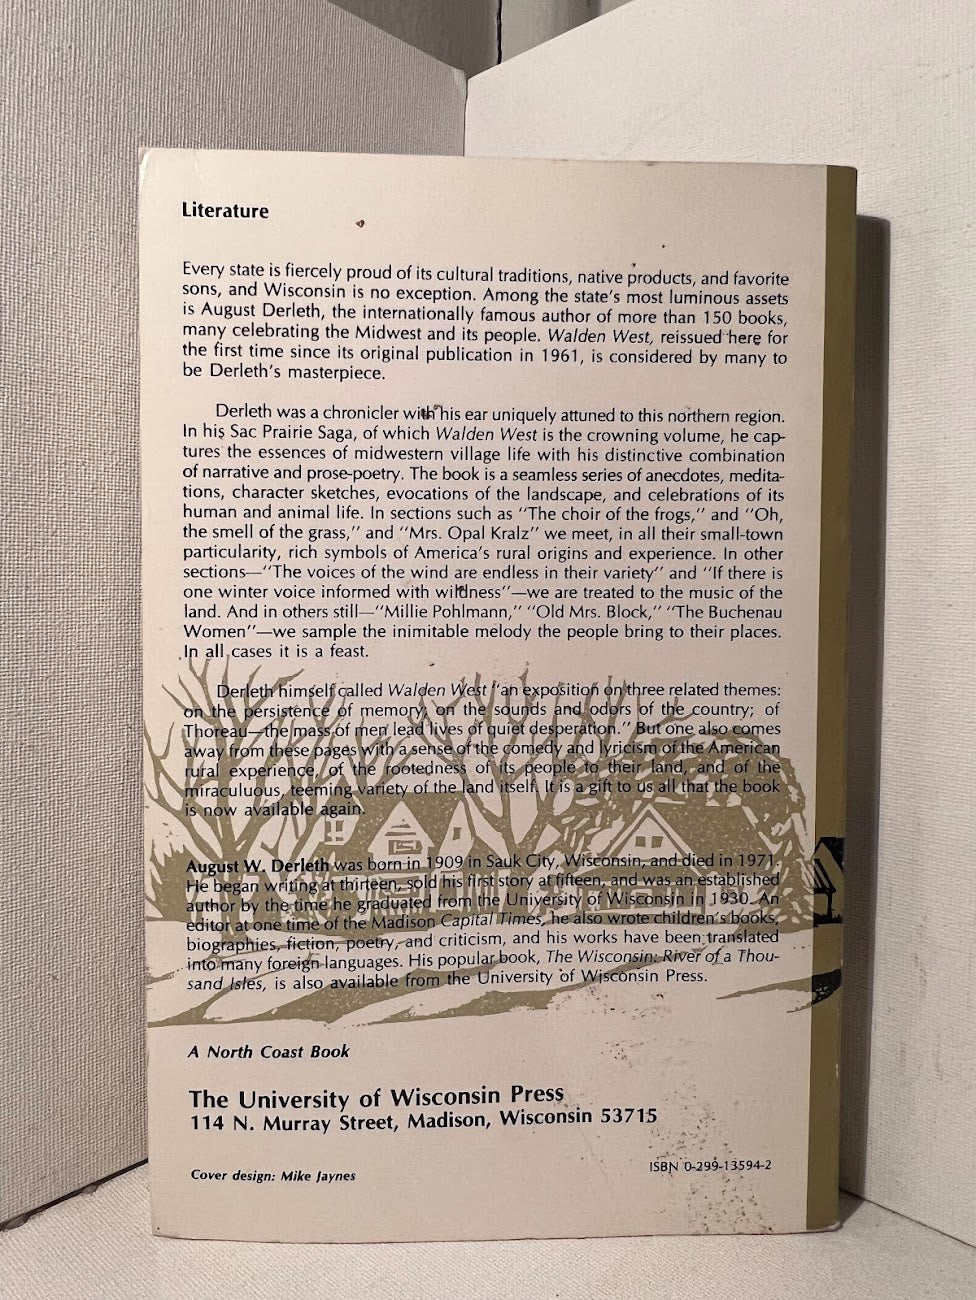 Literature
Every state is fiercely proud of its cultural traditions, native products, and favorite
sons, and Wisconsin is no exception. Among the state's most luminous assets
is August Derleth, the internationally famous author of more than 150 books,
many celebrating the Midwest and its people. Walden West, reissued here for
the first time since its original publication in 1961, is considered by many to
be Derleth's masterpiece.
Derleth was a chronicler with his ear uniquely attuned to this northern region.
In his Sac Prairie Saga, of which Walden West is the crowning volume, he cap-
tures the essences of midwestern village life with his distinctive combination
of narrative and prose-poetry. The book is a seamless series of anecdotes, medita-
tions, character sketches, evocations of the landscape, and celebrations of its
human and animal life. In sections such as "The choir of the frogs," and "Oh,
the smell of the grass," and "Mrs. Opal Kralz" we meet, in all their small-town
particularity, rich symbols of America's rural origins and experience. In other
sections—"The voices of the wind are endless in their variety" and "If there is
one winter voice informed with wildness"—we are treated to the music of the
land. And in others still—"Millie Pohlmann," "Old Mrs. Block," "The Buchenau
Women"—we sample the inimitable melody the people bring to their places.
In all cases it is a feast.
Derleth himself called Walden West "an exposition on three related themes:
on the persistence of memory; on the sounds and odors of the country; of
Thoreau—the mass of men lead lives of quiet desperation." But one also comes
away from these pages with a sense of the comedy and lyricism of the American
rural experience, of the rootedness of its people to their land, and of the
miraculuous, teeming variety of the land itself. It is a gift to us all that the book
is now available again.
August W. Derleth was born in 1909 in Sauk City, Wisconsin, and died in 1971.
He began writing at thirteen, sold his first story at fifteen, and was an established
author by the time he graduated from the University of Wisconsin in 1930. An
editor at one time of the Madison Capital Times, he also wrote children's books,
biographies, fiction, poetry, and criticism, and his works have been translated
into many foreign languages. His popular book, The Wisconsin: River of a Thou-
sand Isles, is also available from the University of Wisconsin Press.
A North Coast Book
The University of Wisconsin Press
114 N. Murray Street, Madison, Wisconsin 53715
Cover design: Mike Jaynes
ISBN 0-299-13594-2